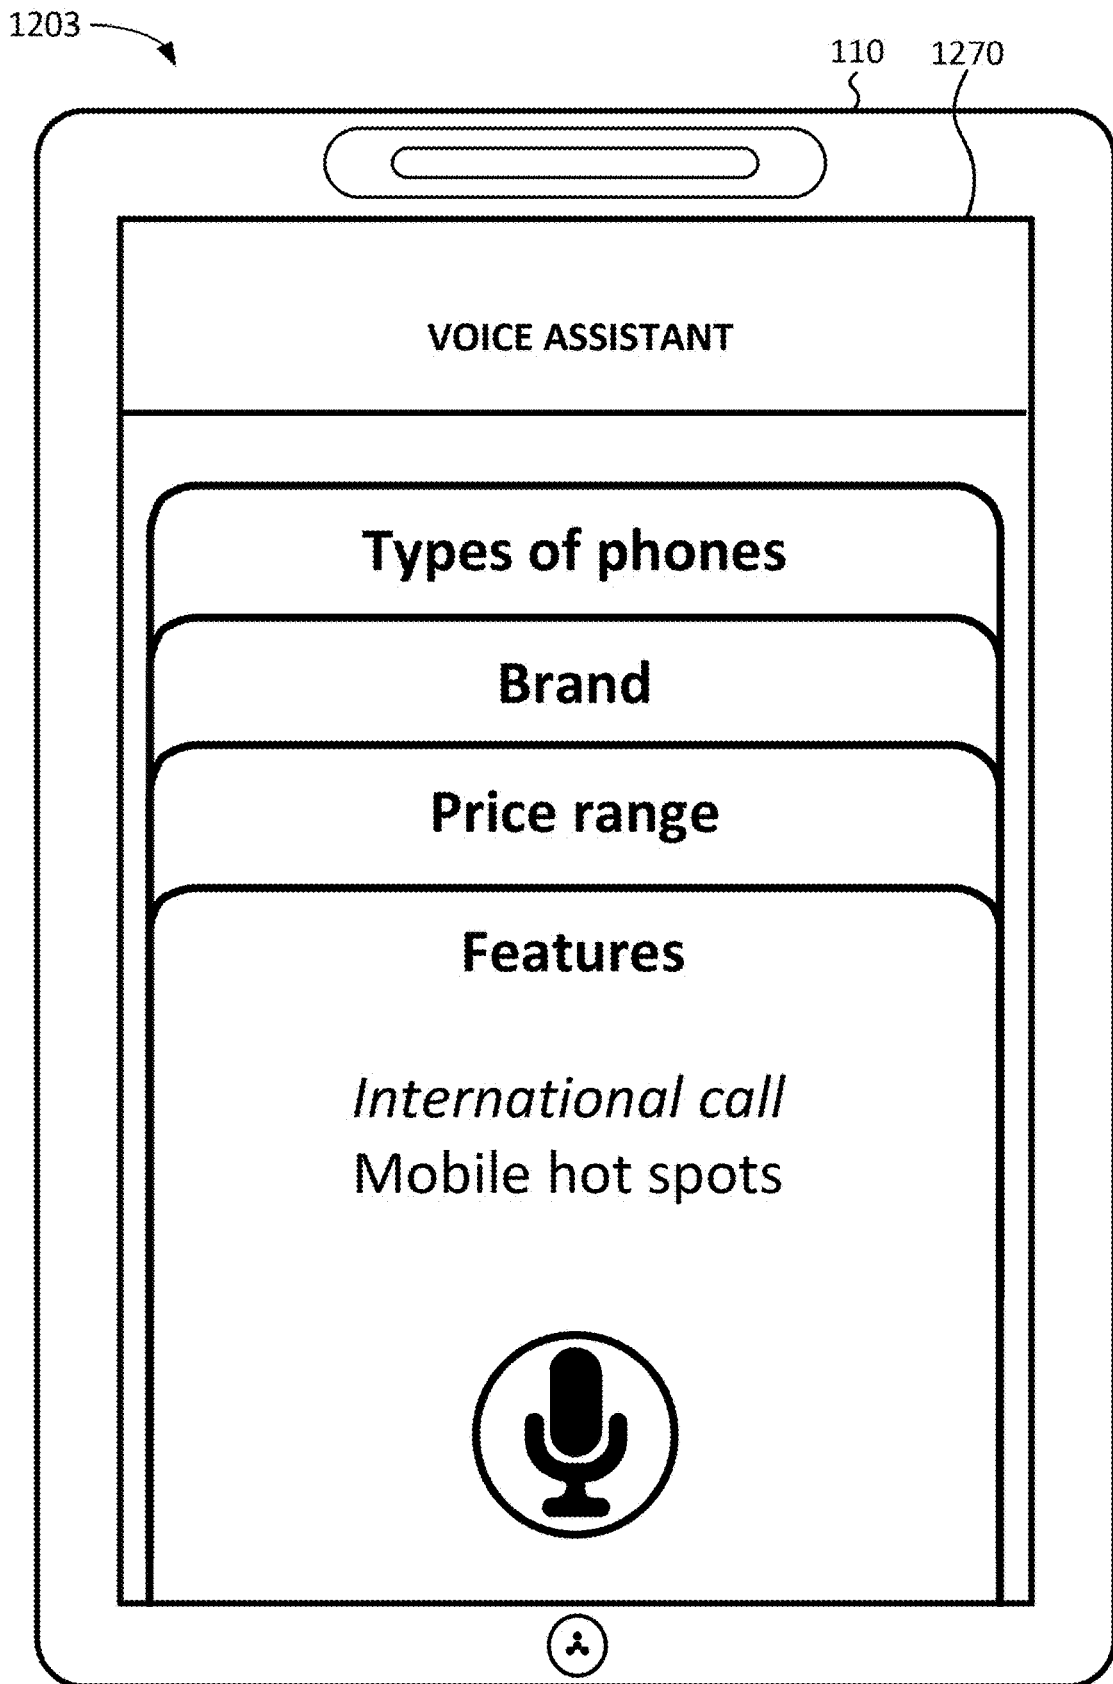 1203
110
1270
VOICE ASSISTANT
Types of phones
Brand
Price range
Features
International call
Mobile hot spots